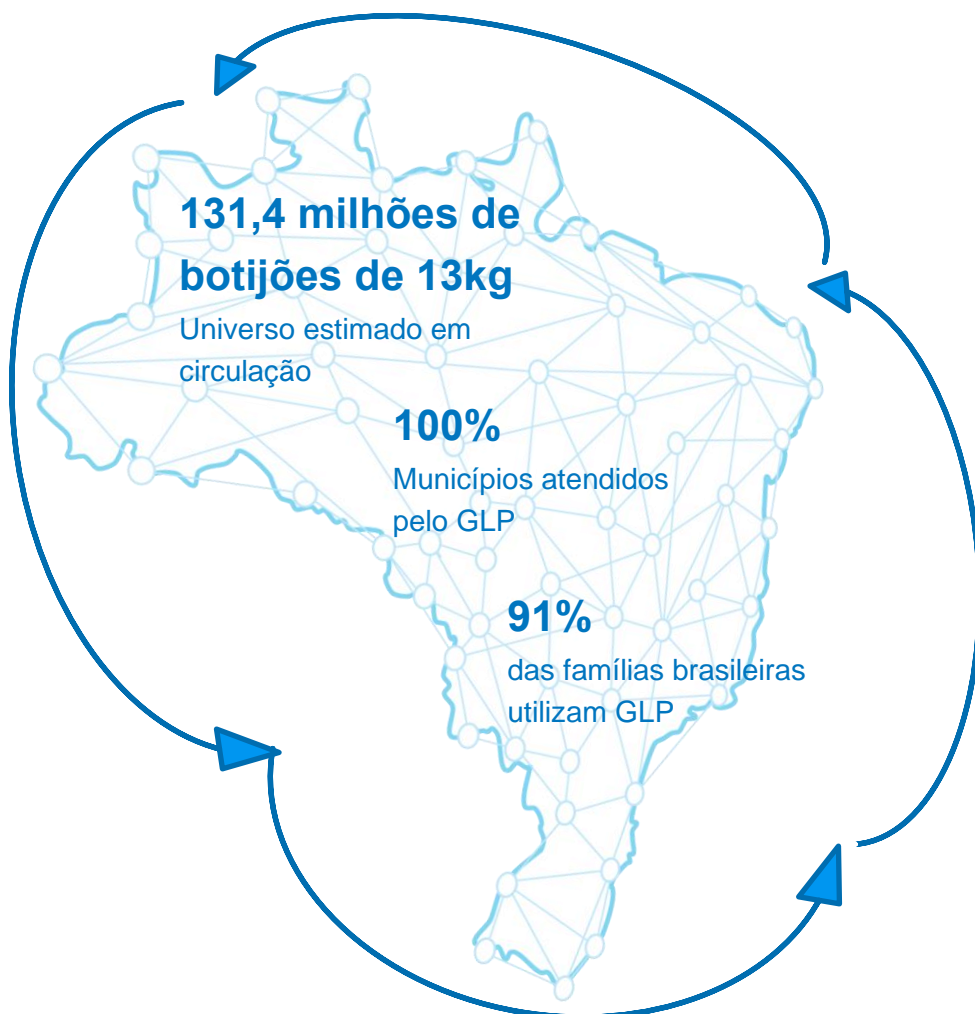 131,4 milhões de
botijões de 13kg
Universo estimado em
circulação
100%
Municípios atendidos
pelo GLP
91%
das famílias brasileiras
utilizam GLP